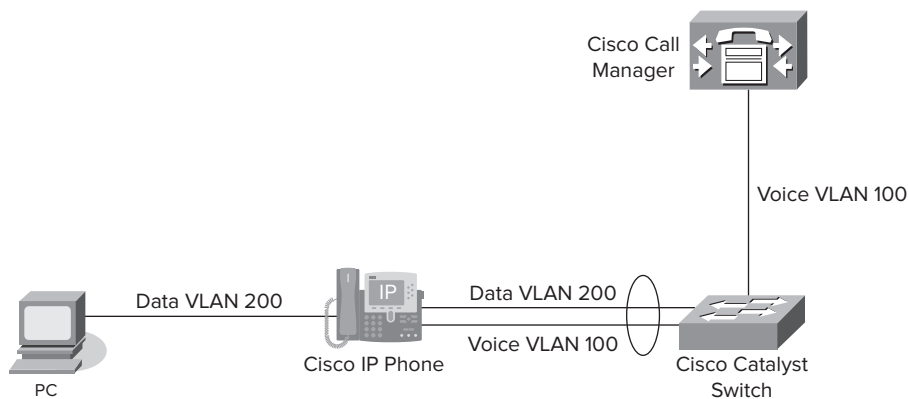 Cisco Call
Manager
Voice VLAN 100
Data VLAN 200
IP
Data VLAN 200
Voice VLAN 100
PC
Cisco IP Phone
Cisco Catalyst
Switch